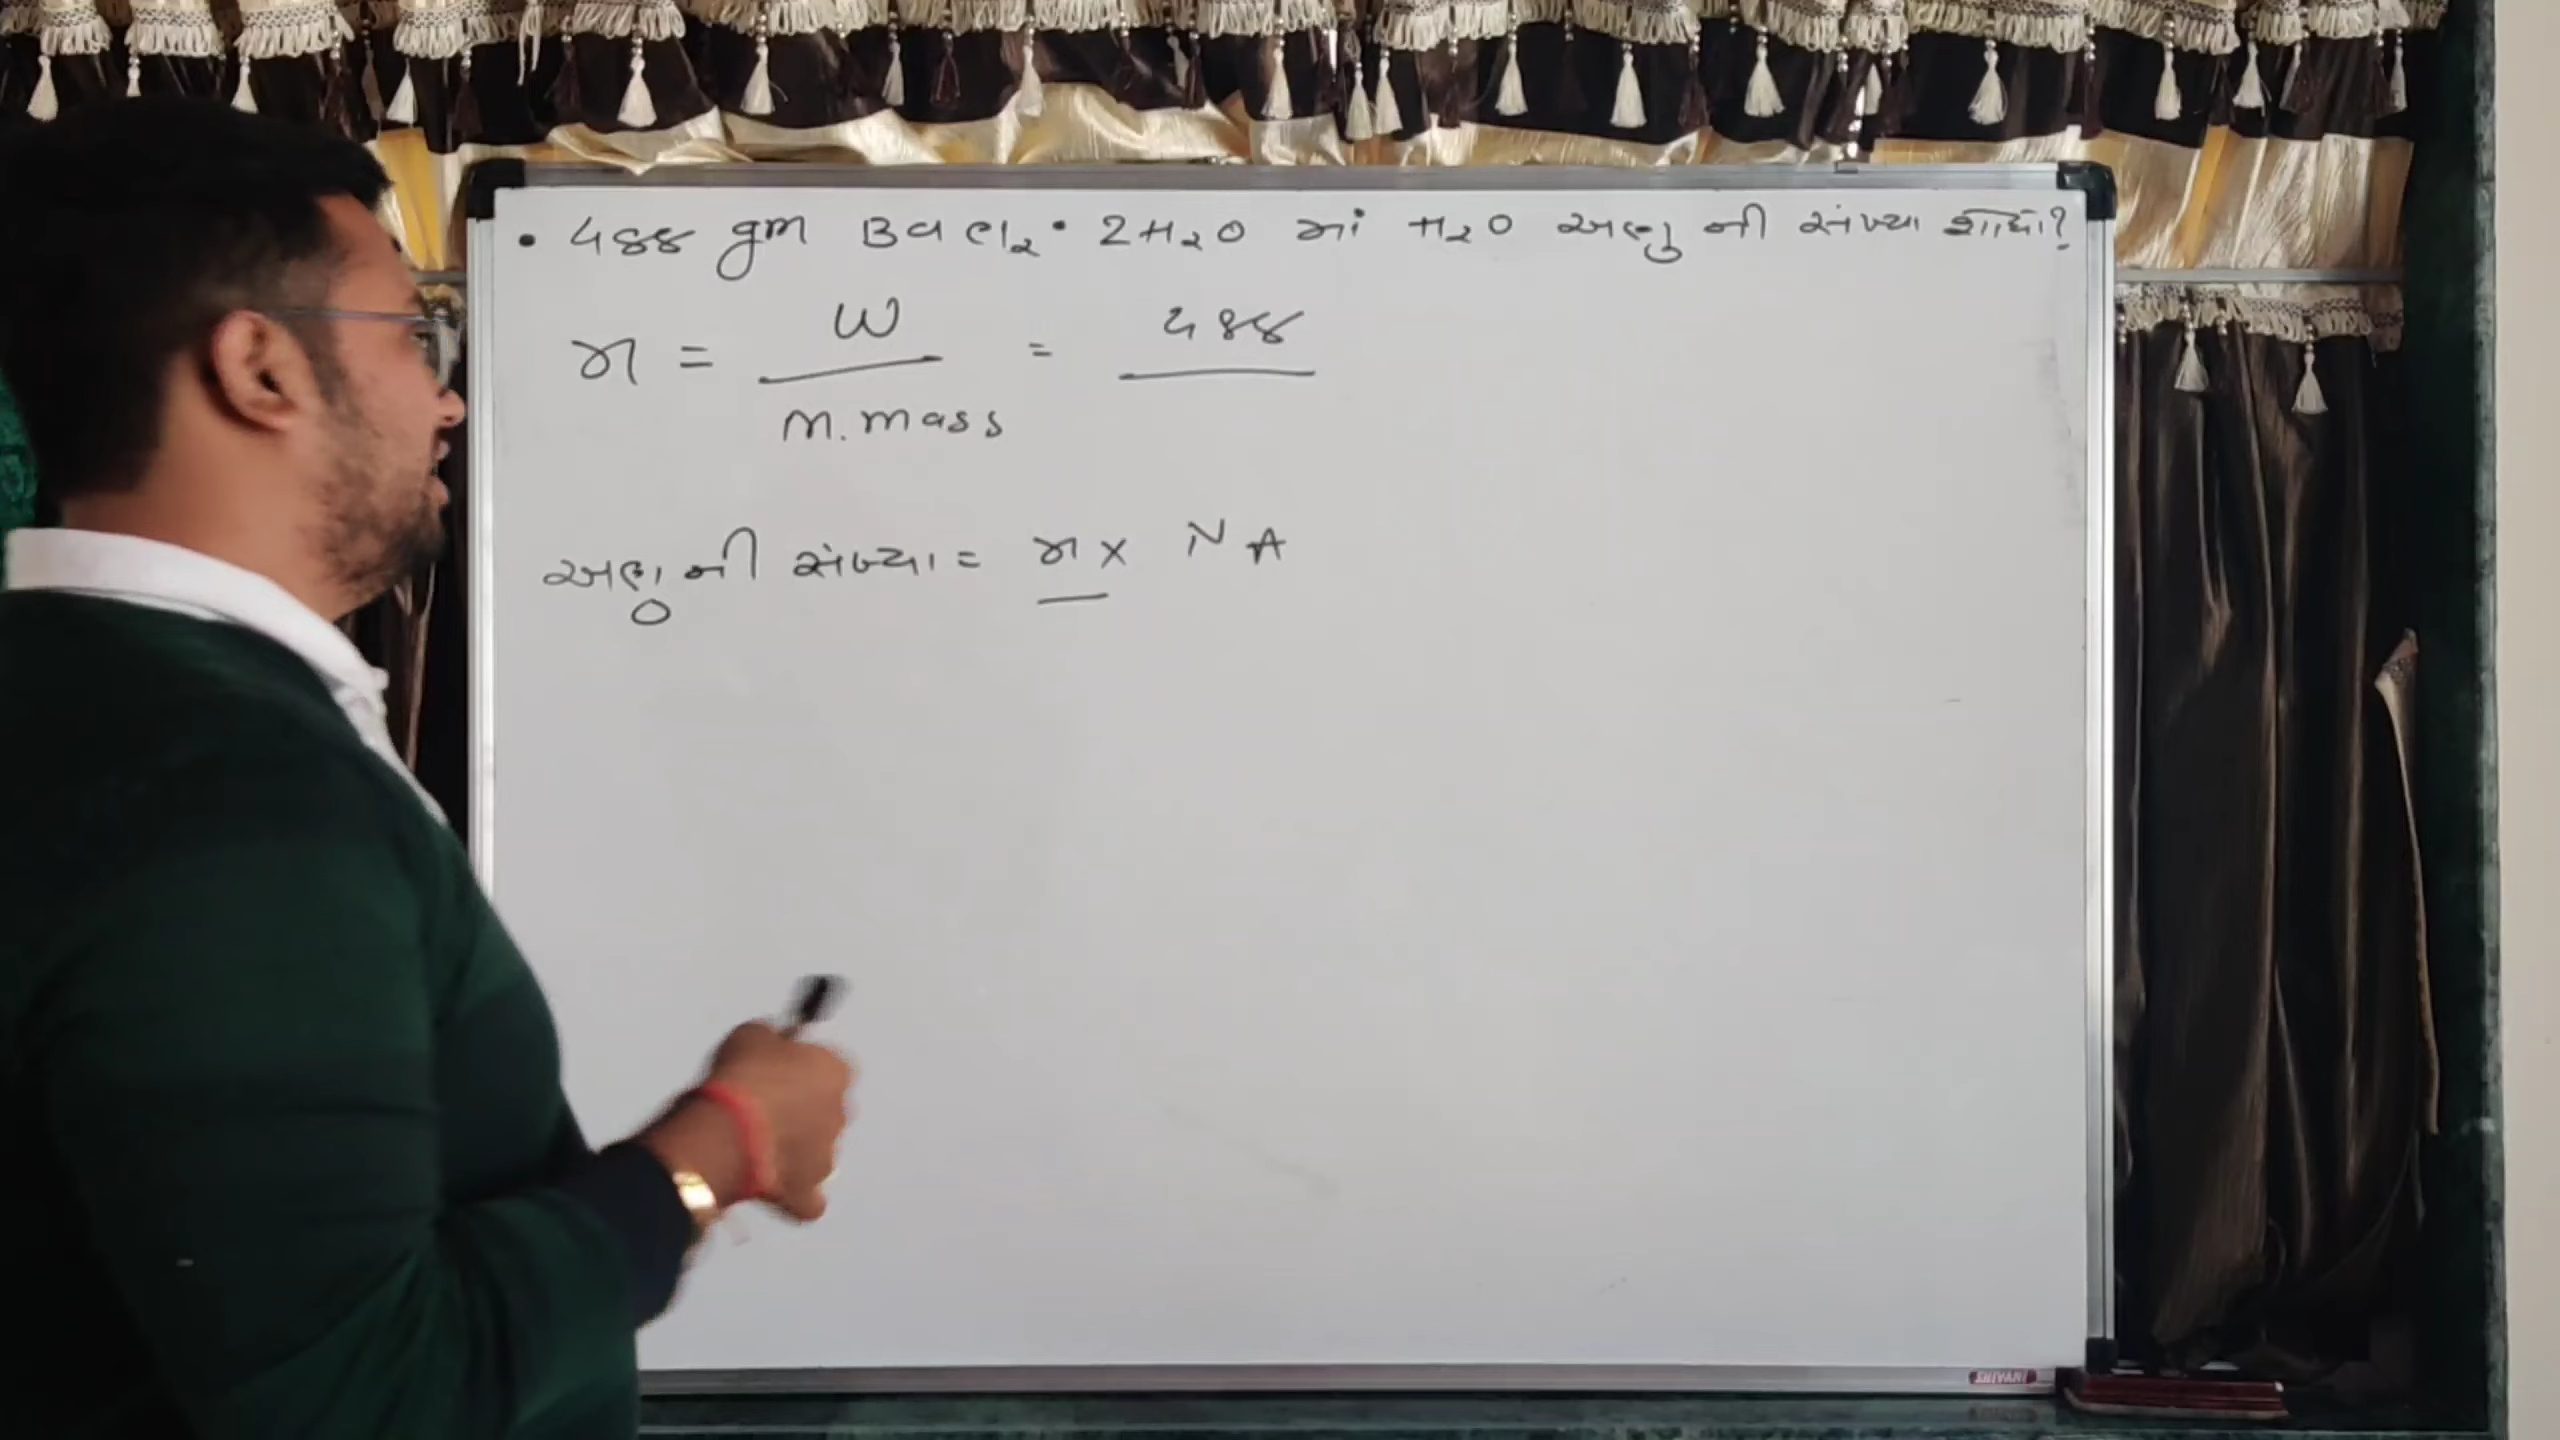 • 488 gm BaCl₂·2H₂O માં H₂O અણુ ની સંખ્યા શોધો?
n = W / M.mass = 488
અણુની સંખ્યા = n x NA